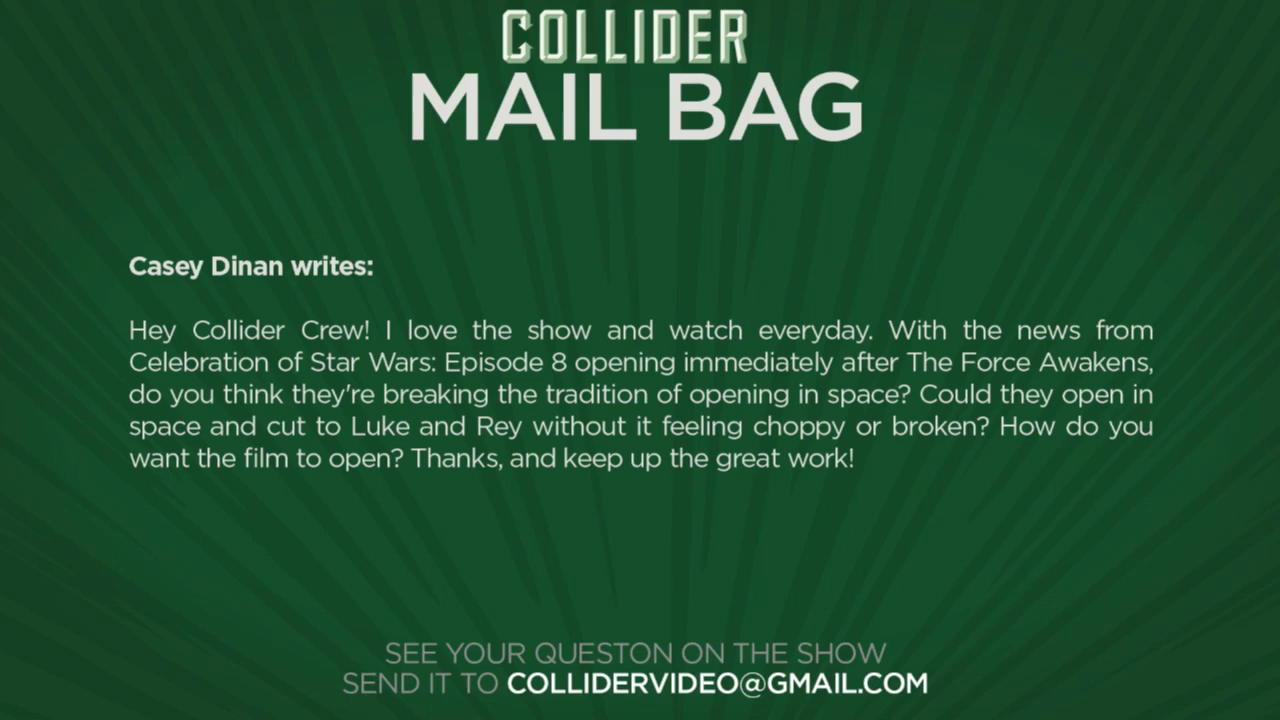 COLLIDER
MAIL BAG
Casey Dinan writes:
Hey Collider Crew! I love the show and watch everyday. With the news from
Celebration of Star Wars: Episode 8 opening immediately after The Force Awakens,
do you think they're breaking the tradition of opening in space? Could they open in
space and cut to Luke and Rey without it feeling choppy or broken? How do you
want the film to open? Thanks, and keep up the great work!
SEE YOUR QUESTON ON THE SHOW
SEND IT TO COLLIDERVIDEO@GMAIL.COM